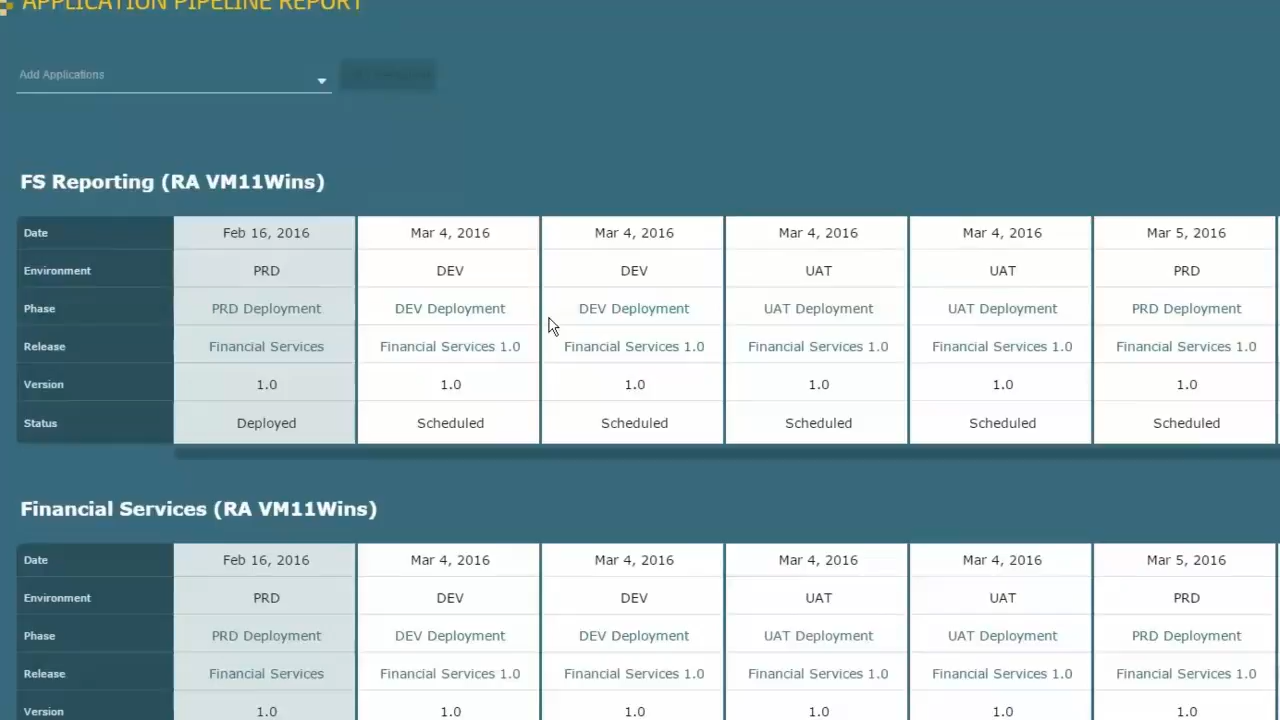 APPLICATION PIPELINE REPORT
Add Applications
FS Reporting (RA VM11Wins)
Date Feb 16, 2016 Mar 4, 2016 Mar 4, 2016 Mar 4, 2016 Mar 4, 2016 Mar 5, 2016
Environment PRD DEV DEV UAT UAT PRD
Phase PRD Deployment DEV Deployment DEV Deployment UAT Deployment UAT Deployment PRD Deployment
Release Financial Services Financial Services 1.0 Financial Services 1.0 Financial Services 1.0 Financial Services 1.0 Financial Services 1.0
Version 1.0 1.0 1.0 1.0 1.0 1.0
Status Deployed Scheduled Scheduled Scheduled Scheduled Scheduled
Financial Services (RA VM11Wins)
Date Feb 16, 2016 Mar 4, 2016 Mar 4, 2016 Mar 4, 2016 Mar 4, 2016 Mar 5, 2016
Environment PRD DEV DEV UAT UAT PRD
Phase PRD Deployment DEV Deployment DEV Deployment UAT Deployment UAT Deployment PRD Deployment
Release Financial Services Financial Services 1.0 Financial Services 1.0 Financial Services 1.0 Financial Services 1.0 Financial Services 1.0
Version 1.0 1.0 1.0 1.0 1.0 1.0